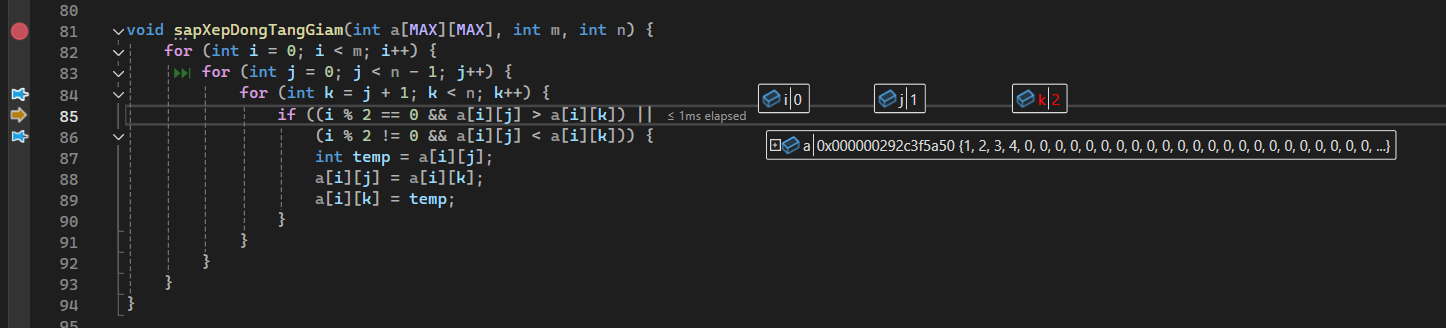 80
81 void sapXepDongTangGiam(int a[MAX][MAX], int m, int n) {
82 for (int i = 0; i < m; i++) {
83 for (int j = 0; j < n - 1; j++) {
84 for (int k = j + 1; k < n; k++) { i 0 j 1 k 2
85 if ((i % 2 == 0 && a[i][j] > a[i][k]) || ≤ 1ms elapsed
86 (i % 2 != 0 && a[i][j] < a[i][k])) { a 0x000000292c3f5a50 {1, 2, 3, 4, 0, 0, 0, 0, 0, 0, 0, 0, 0, 0, 0, 0, 0, 0, 0, 0, 0, 0, 0, 0, 0, 0, 0, ...}
87 int temp = a[i][j];
88 a[i][j] = a[i][k];
89 a[i][k] = temp;
90 }
91 }
92 }
93 }
94 }
95